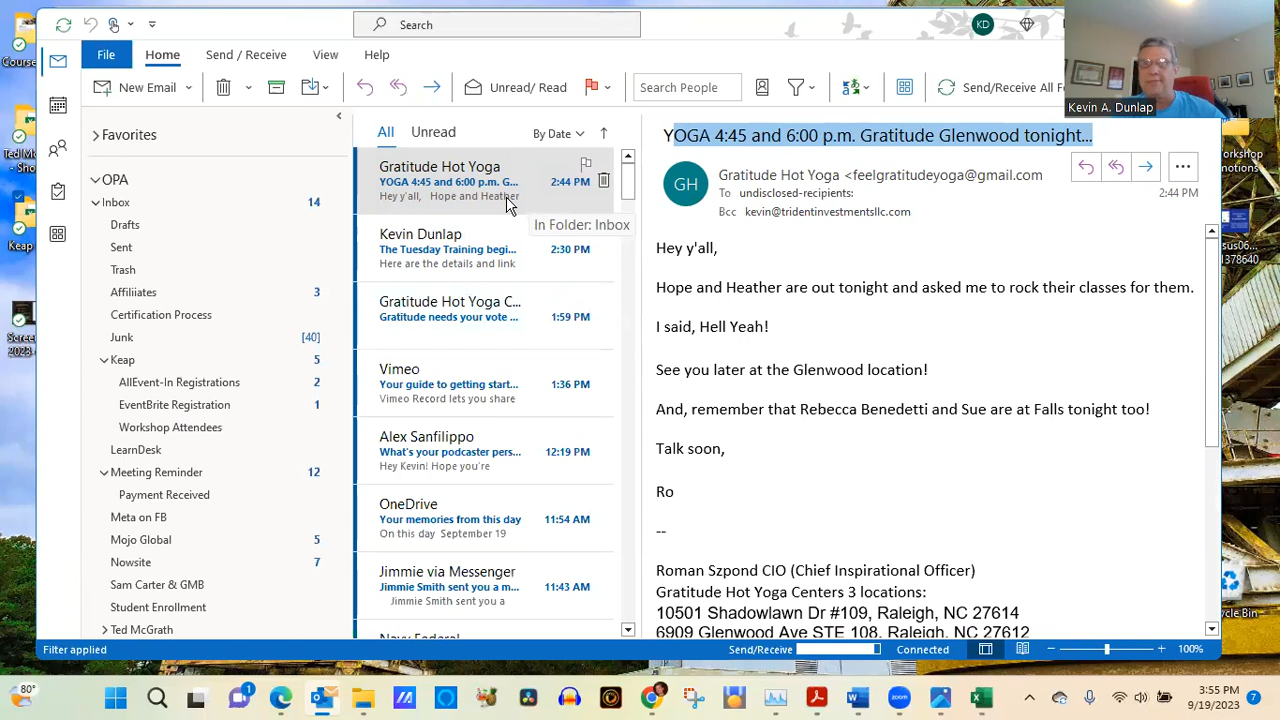 Search
KD
File
Home
Send / Receive
View
Help
New Email
Unread/ Read
Search People
Send/Receive All F
Kevin A. Dunlap
Favorites
OPA
Inbox 14
Drafts
Sent
Trash
Affiliiates 3
Certification Process
Junk [40]
Keap 5
AllEvent-In Registrations 2
EventBrite Registration 1
Workshop Attendees
LearnDesk
Meeting Reminder 12
Payment Received
Meta on FB
Mojo Global 5
Nowsite 7
Sam Carter & GMB
Student Enrollment
Ted McGrath
All
Unread
By Date
Gratitude Hot Yoga
YOGA 4:45 and 6:00 p.m. G... 2:44 PM
Hey y'all, Hope and Heather
In Folder: Inbox
Kevin Dunlap
The Tuesday Training begi... 2:30 PM
Here are the details and link
Gratitude Hot Yoga C...
Gratitude needs your vote ... 1:59 PM
Vimeo
Your guide to getting start... 1:36 PM
Vimeo Record lets you share
Alex Sanfilippo
What's your podcaster pers... 12:19 PM
Hey Kevin! Hope you're
OneDrive
Your memories from this day 11:54 AM
On this day September 19
Jimmie via Messenger
Jimmie Smith sent you a m... 11:43 AM
Jimmie Smith sent you a
Navy Federal
YOGA 4:45 and 6:00 p.m. Gratitude Glenwood tonight...
GH
Gratitude Hot Yoga <feelgratitudeyoga@gmail.com
To undisclosed-recipients:
Bcc kevin@tridentinvestmentsllc.com
2:44 PM
Hey y'all,
Hope and Heather are out tonight and asked me to rock their classes for them.
I said, Hell Yeah!
See you later at the Glenwood location!
And, remember that Rebecca Benedetti and Sue are at Falls tonight too!
Talk soon,
Ro
--
Roman Szpond CIO (Chief Inspirational Officer)
Gratitude Hot Yoga Centers 3 locations:
10501 Shadowlawn Dr #109, Raleigh, NC 27614
6909 Glenwood Ave STE 108, Raleigh, NC 27612
Filter applied
Send/Receive
Connected
100%
80°
1
zoom
3:55 PM
9/19/2023
7